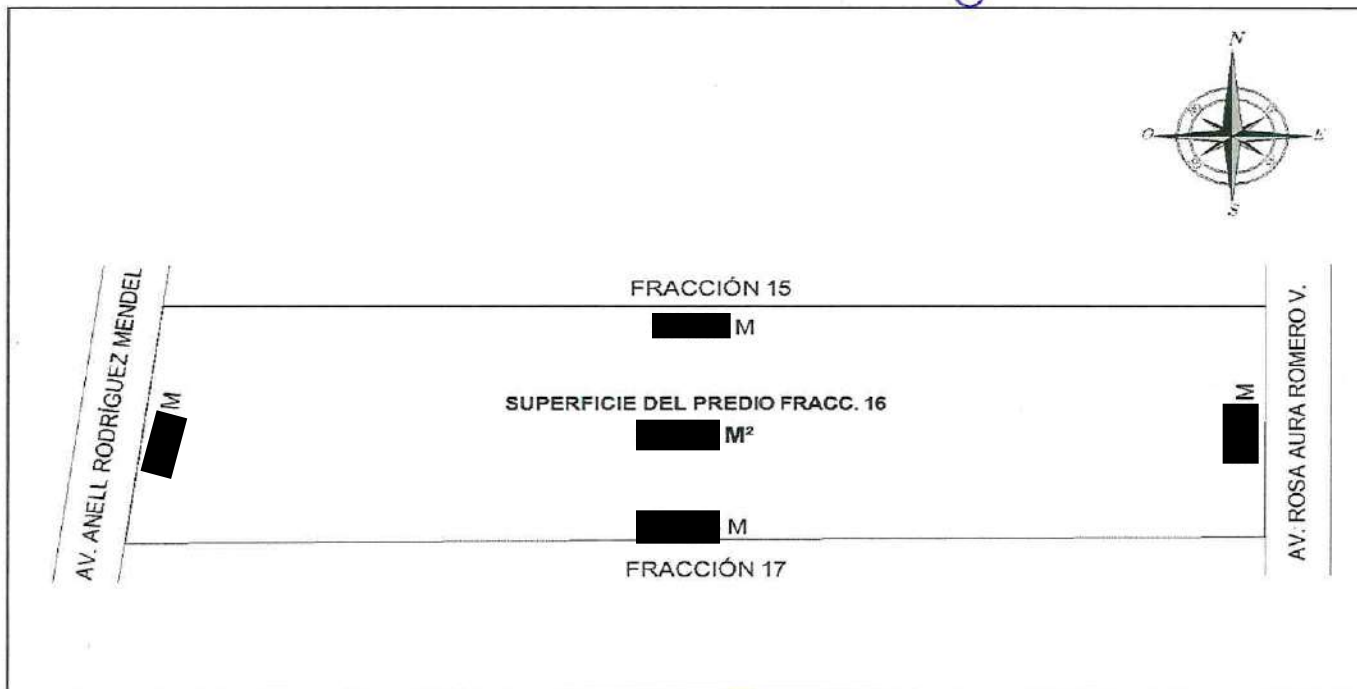 N
O E
S
FRACCIÓN 15
M
AV. ANELL RODRÍGUEZ MENDEL
M
SUPERFICIE DEL PREDIO FRACC. 16
M²
M
AV. ROSA AURA ROMERO V.
M
FRACCIÓN 17